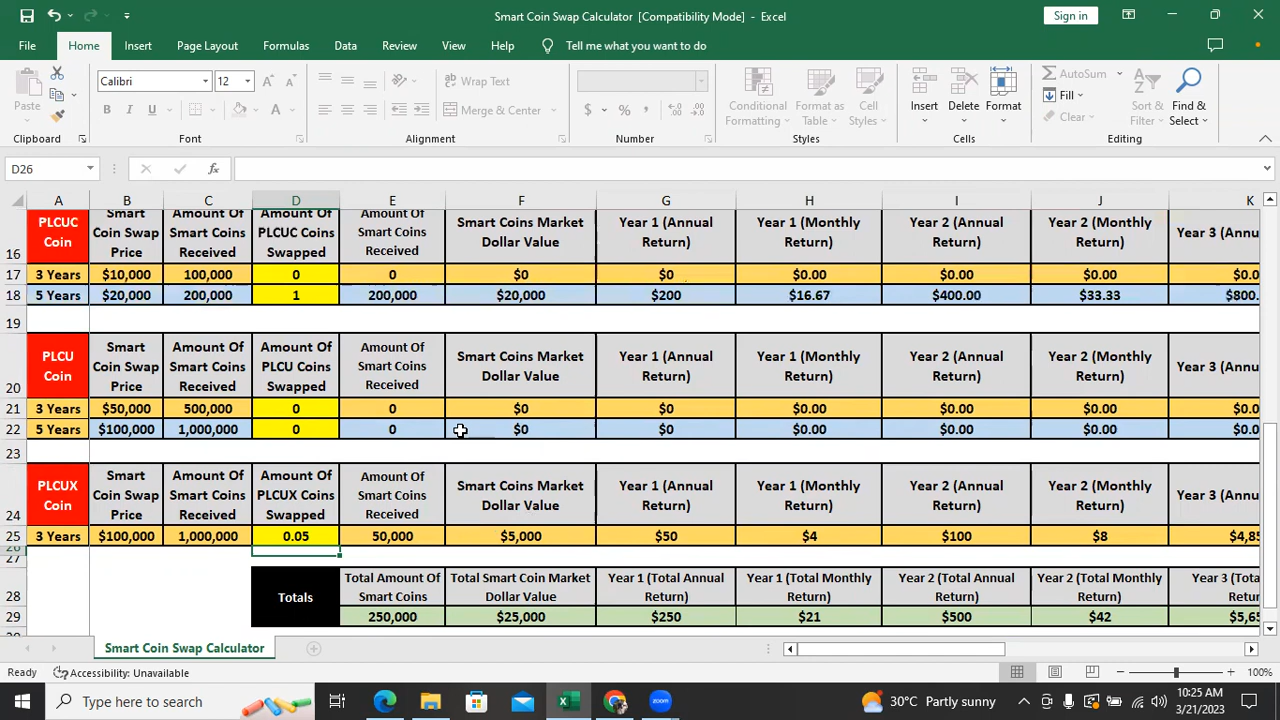 Smart Coin Swap Calculator [Compatibility Mode] - Excel
Sign in
File Home Insert Page Layout Formulas Data Review View Help Tell me what you want to do
Paste
Calibri 12
B I U A
Wrap Text
Merge & Center
$ %
Conditional Formatting
Format as Table
Cell Styles
Insert Delete Format
AutoSum
Fill
Clear
Sort & Filter
Find & Select
Clipboard Font Alignment Number Styles Cells Editing
D26 fx
A B C D E F G H I J K
16 PLCUC Coin Smart Coin Swap Price Amount Of Smart Coins Received Amount Of PLCUC Coins Swapped Amount Of Smart Coins Received Smart Coins Market Dollar Value Year 1 (Annual Return) Year 1 (Monthly Return) Year 2 (Annual Return) Year 2 (Monthly Return) Year 3 (Annu
17 3 Years $10,000 100,000 0 0 $0 $0 $0.00 $0.00 $0.00 $0.0
18 5 Years $20,000 200,000 1 200,000 $20,000 $200 $16.67 $400.00 $33.33 $800.
19
20 PLCU Coin Smart Coin Swap Price Amount Of Smart Coins Received Amount Of PLCU Coins Swapped Amount Of Smart Coins Received Smart Coins Market Dollar Value Year 1 (Annual Return) Year 1 (Monthly Return) Year 2 (Annual Return) Year 2 (Monthly Return) Year 3 (Annu
21 3 Years $50,000 500,000 0 0 $0 $0 $0.00 $0.00 $0.00 $0.0
22 5 Years $100,000 1,000,000 0 0 $0 $0 $0.00 $0.00 $0.00 $0.0
23
24 PLCUX Coin Smart Coin Swap Price Amount Of Smart Coins Received Amount Of PLCUX Coins Swapped Amount Of Smart Coins Received Smart Coins Market Dollar Value Year 1 (Annual Return) Year 1 (Monthly Return) Year 2 (Annual Return) Year 2 (Monthly Return) Year 3 (Annu
25 3 Years $100,000 1,000,000 0.05 50,000 $5,000 $50 $4 $100 $8 $4,85
27
28 Totals Total Amount Of Smart Coins Total Smart Coin Market Dollar Value Year 1 (Total Annual Return) Year 1 (Total Monthly Return) Year 2 (Total Annual Return) Year 2 (Total Monthly Return) Year 3 (Tota
29 250,000 $25,000 $250 $21 $500 $42 $5,65
Smart Coin Swap Calculator
Ready Accessibility: Unavailable 100%
Type here to search
zoom
30°C Partly sunny
10:25 AM
3/21/2023